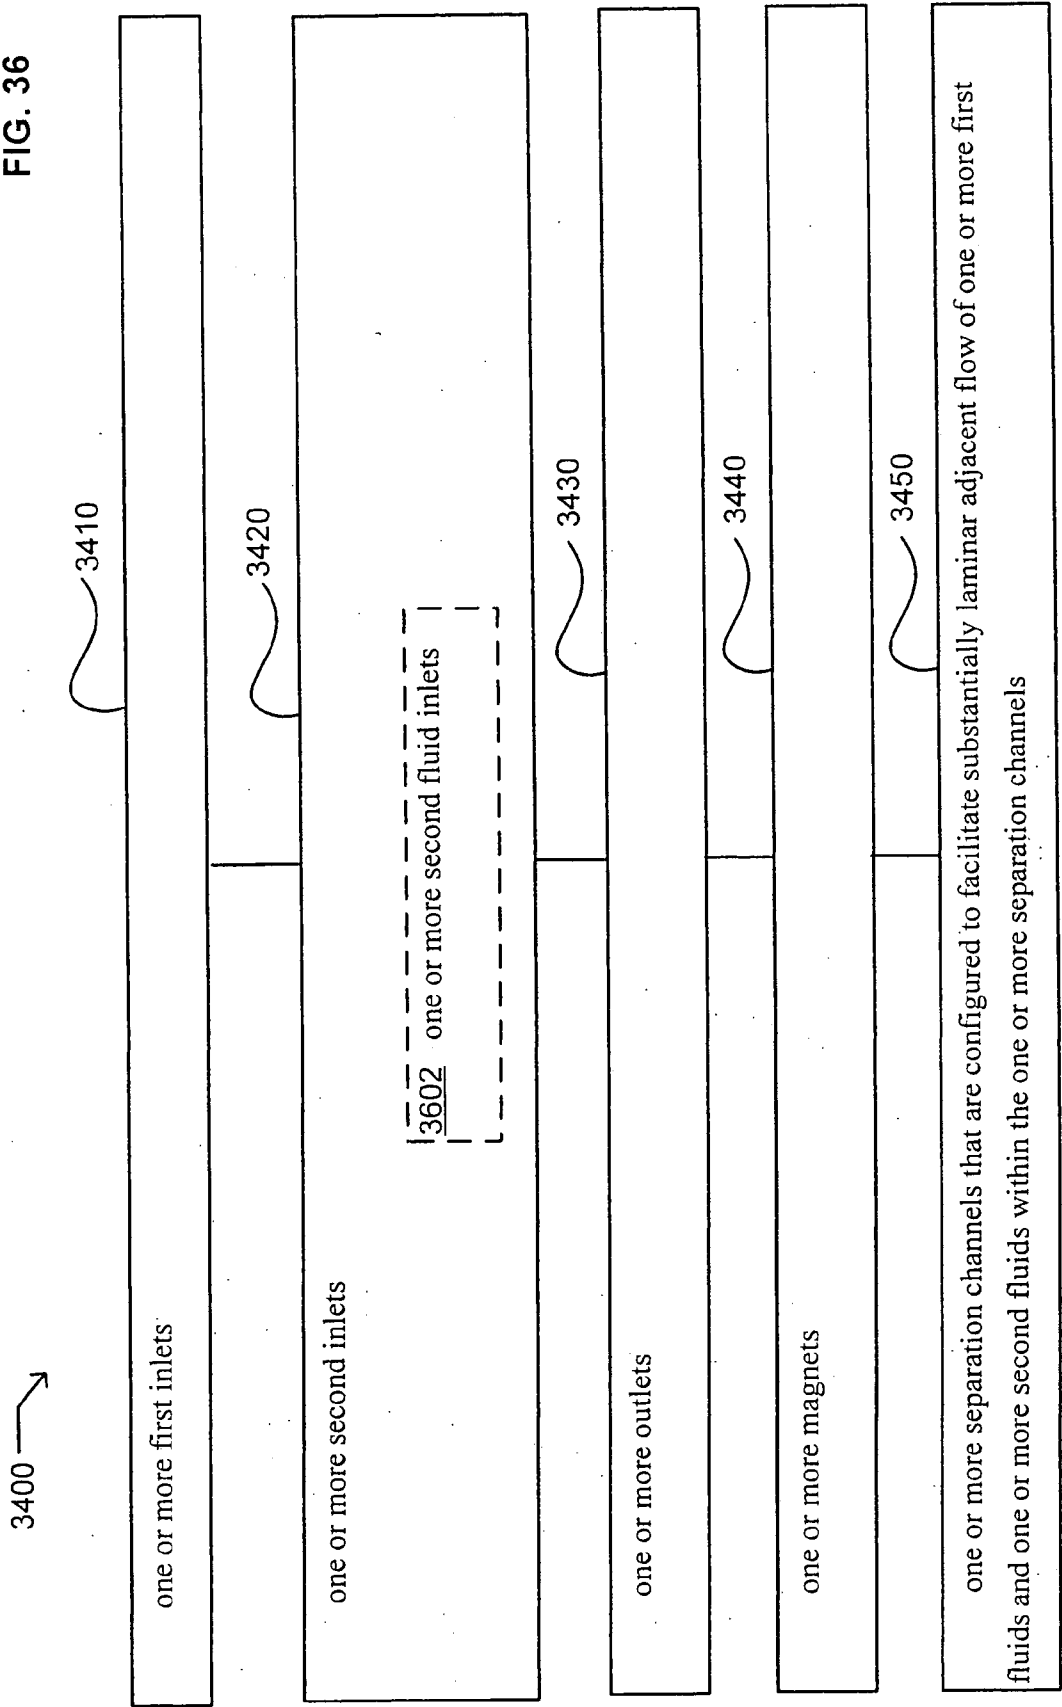 FIG. 36
3400
3410
one or more first inlets
3420
one or more second inlets
3602 one or more second fluid inlets
3430
one or more outlets
3440
one or more magnets
3450
one or more separation channels that are configured to facilitate substantially laminar adjacent flow of one or more first
fluids and one or more second fluids within the one or more separation channels